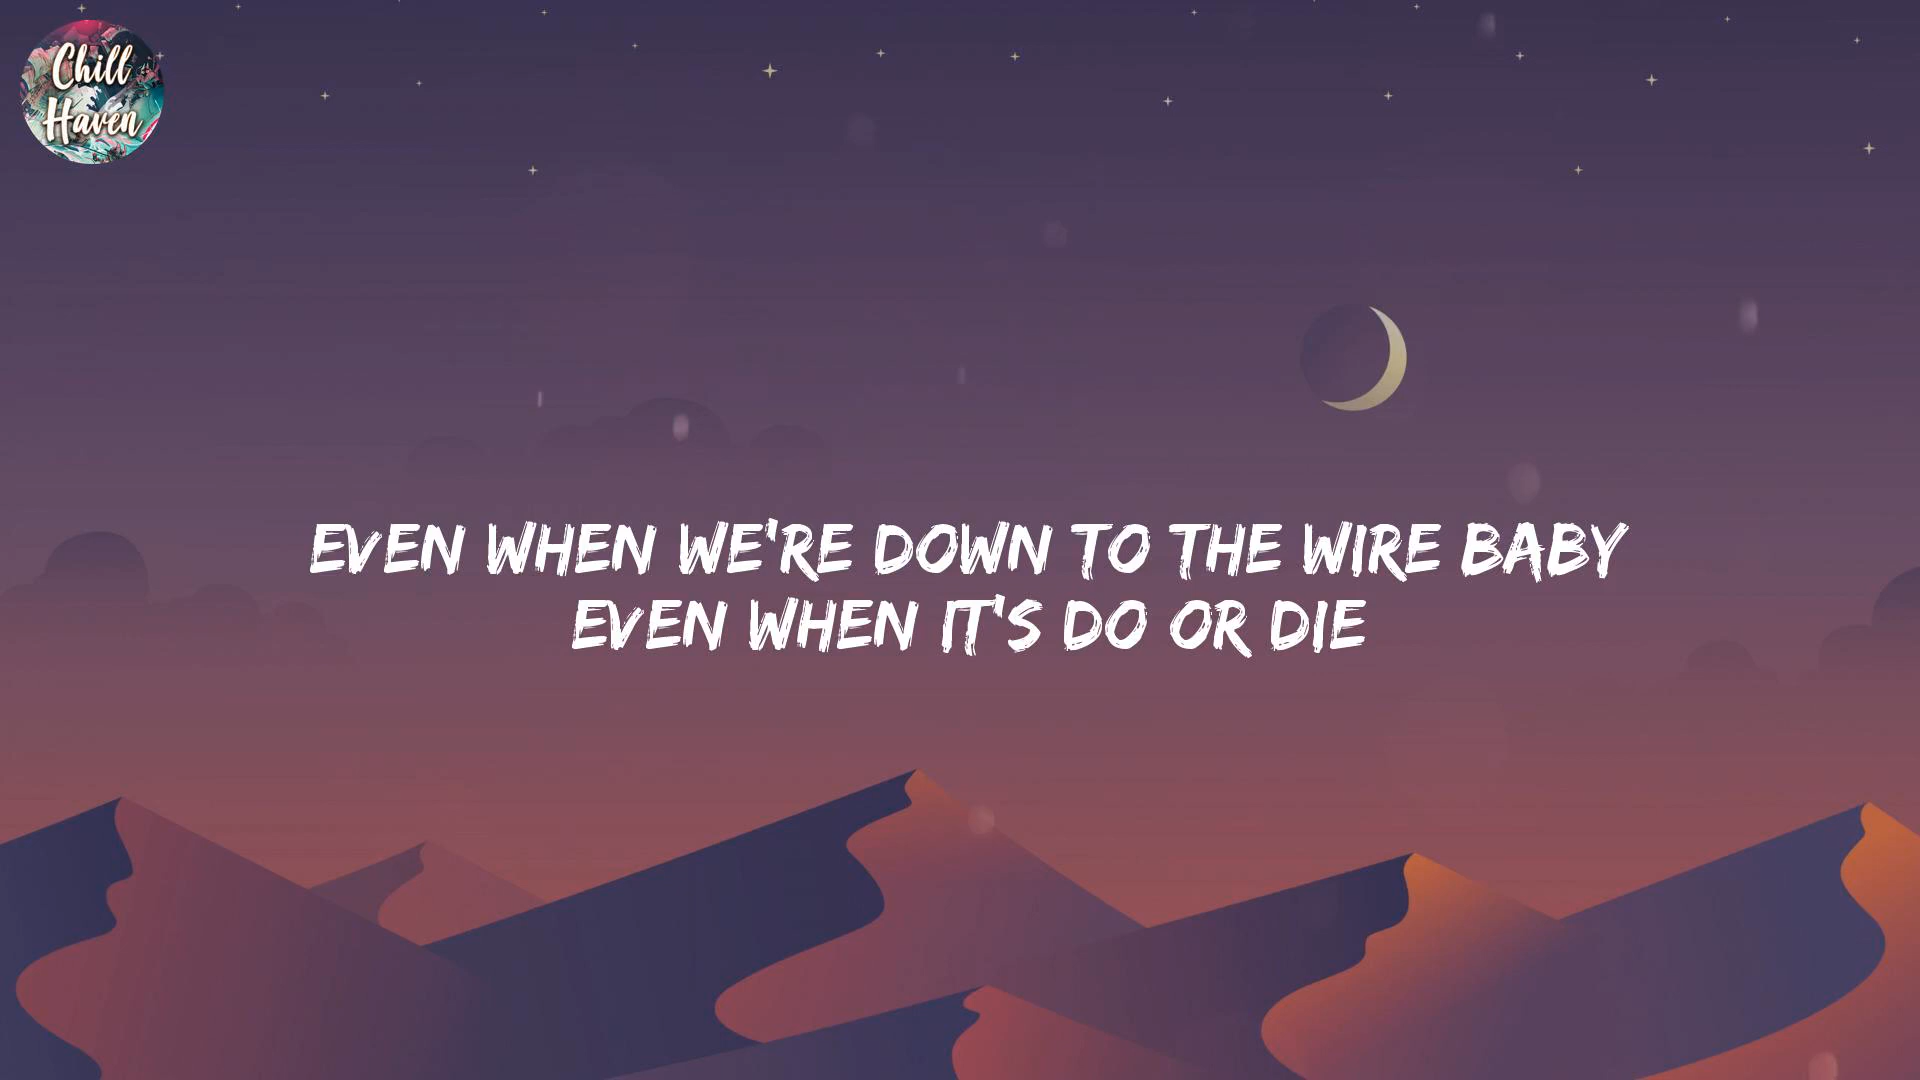 Chill
Haven
EVEN WHEN WE'RE DOWN TO THE WIRE BABY
EVEN WHEN IT'S DO OR DIE